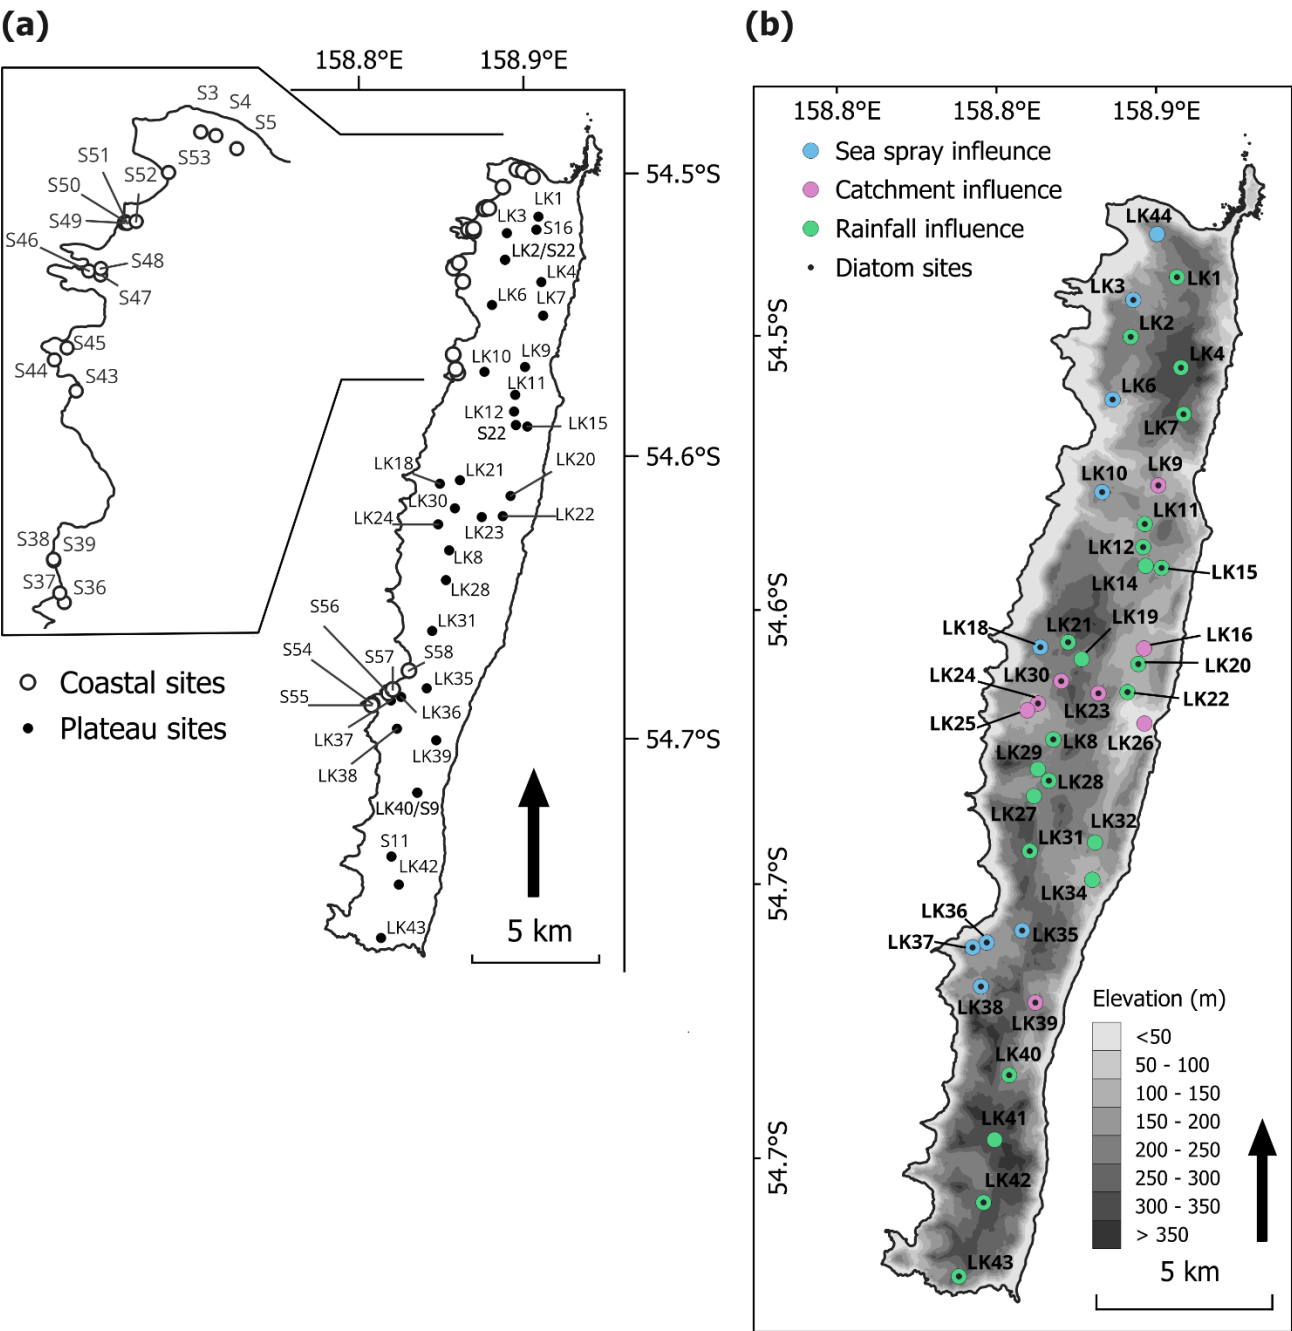 (a)
158.8°E 158.9°E
S3
S4
S5
S51
S53
S52
S50
S49
S46
S48
S47
S45
S44
S43
S38
S39
S37
S36
54.5°S
LK1
LK3
S16
LK2/S22
LK4
LK6
LK7
LK10
LK9
LK11
LK12
S22
LK15
LK18
LK21
LK20
LK30
LK24
LK23
LK22
54.6°S
LK8
LK28
S56
LK31
S54
S57
S58
S55
LK35
LK36
LK37
LK39
LK38
54.7°S
LK40/S9
S11
LK42
LK43
5 km
Coastal sites
Plateau sites
(b)
158.8°E 158.8°E 158.9°E
Sea spray infleunce
Catchment influence
Rainfall influence
Diatom sites
54.5°S
54.6°S
54.7°S
54.7°S
LK44
LK1
LK3
LK2
LK4
LK6
LK7
LK9
LK10
LK11
LK12
LK14
LK15
LK18
LK21
LK19
LK16
LK20
LK30
LK24
LK23
LK22
LK25
LK26
LK8
LK29
LK28
LK27
LK31
LK32
LK34
LK36
LK37
LK35
LK38
LK39
LK40
LK41
LK42
LK43
Elevation (m)
<50
50 - 100
100 - 150
150 - 200
200 - 250
250 - 300
300 - 350
> 350
5 km